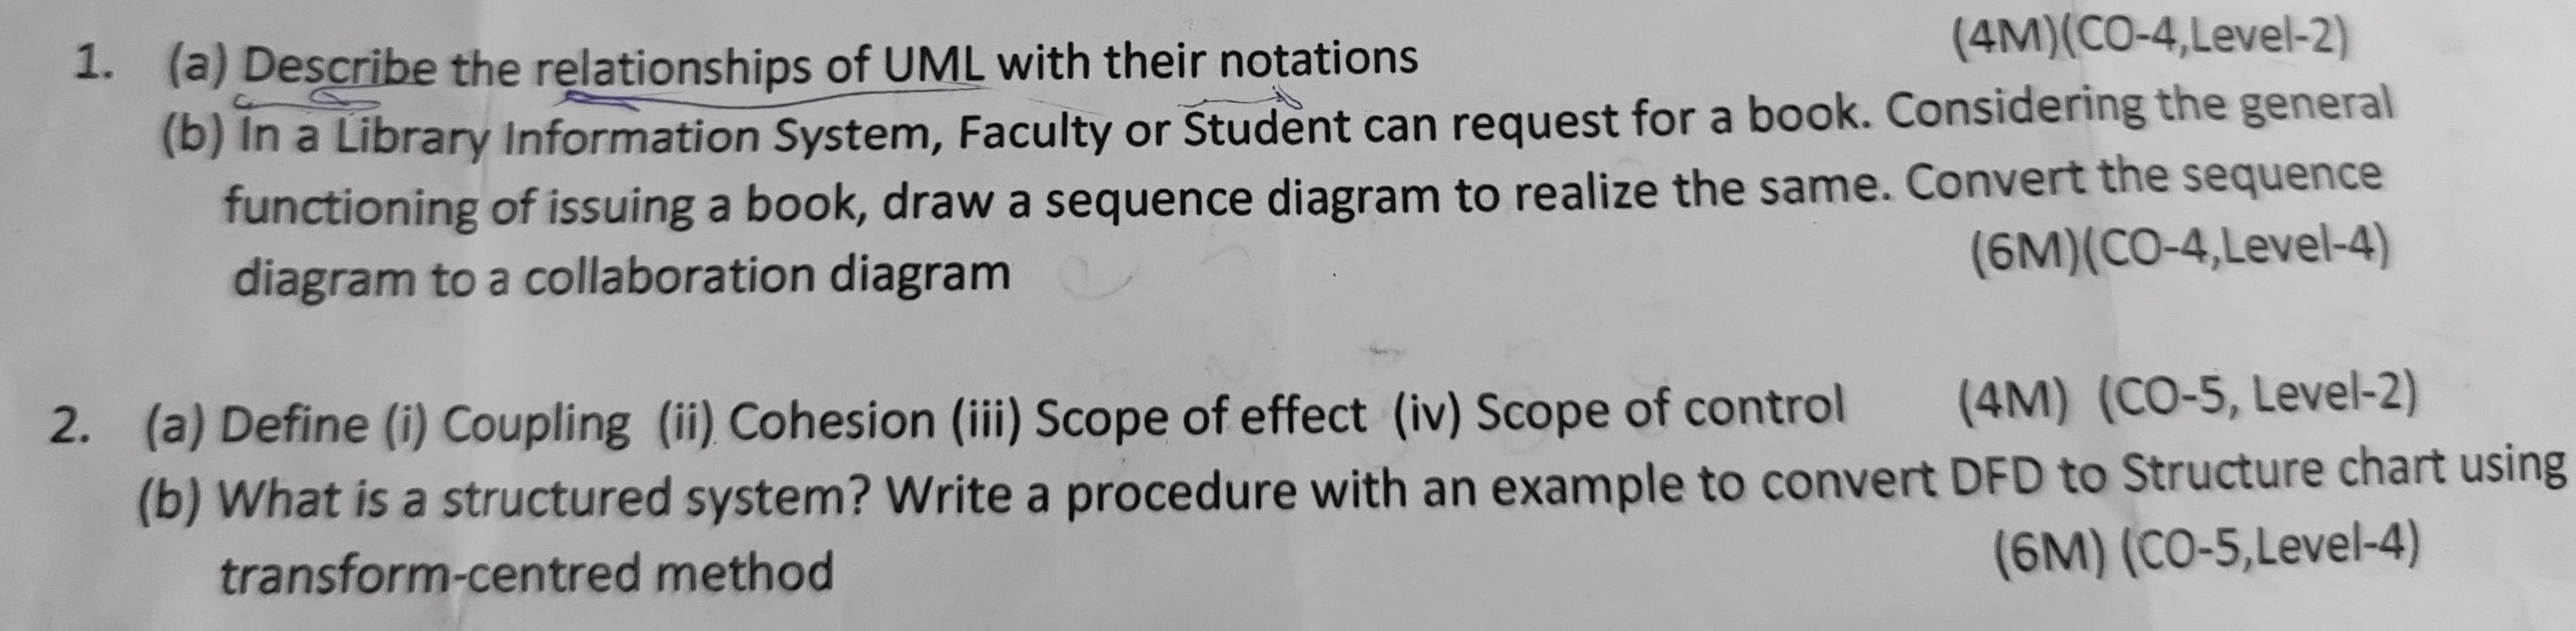 1. (a) Describe the relationships of UML with their notations (4M)(CO-4,Level-2)
(b) In a Library Information System, Faculty or Student can request for a book. Considering the general
functioning of issuing a book, draw a sequence diagram to realize the same. Convert the sequence
diagram to a collaboration diagram (6M)(CO-4,Level-4)
2. (a) Define (i) Coupling (ii) Cohesion (iii) Scope of effect (iv) Scope of control (4M) (CO-5, Level-2)
(b) What is a structured system? Write a procedure with an example to convert DFD to Structure chart using
transform-centred method (6M) (CO-5,Level-4)